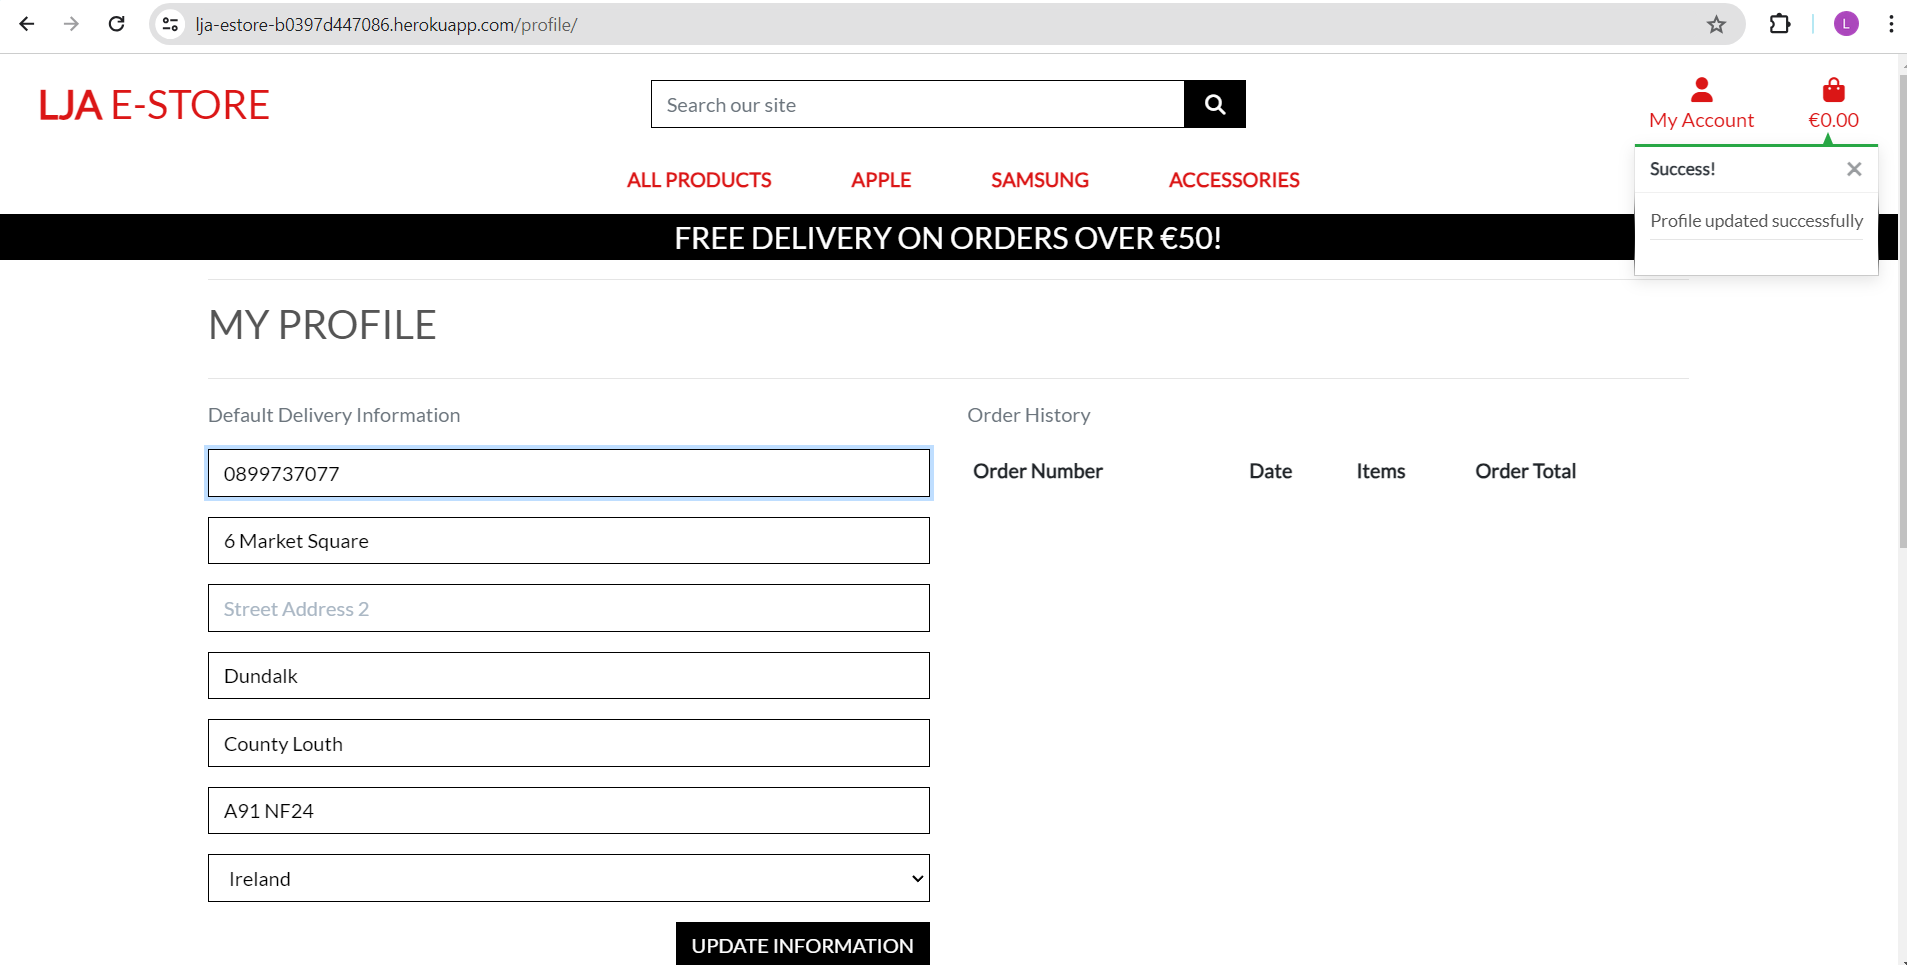 lja-estore-b0397d447086.herokuapp.com/profile/
L
LJA E-STORE
Search our site
My Account
€0.00
ALL PRODUCTS
APPLE
SAMSUNG
ACCESSORIES
Success!
Profile updated successfully
FREE DELIVERY ON ORDERS OVER €50!
MY PROFILE
Default Delivery Information
0899737077
6 Market Square
Street Address 2
Dundalk
County Louth
A91 NF24
Ireland
UPDATE INFORMATION
Order History
Order Number Date Items Order Total